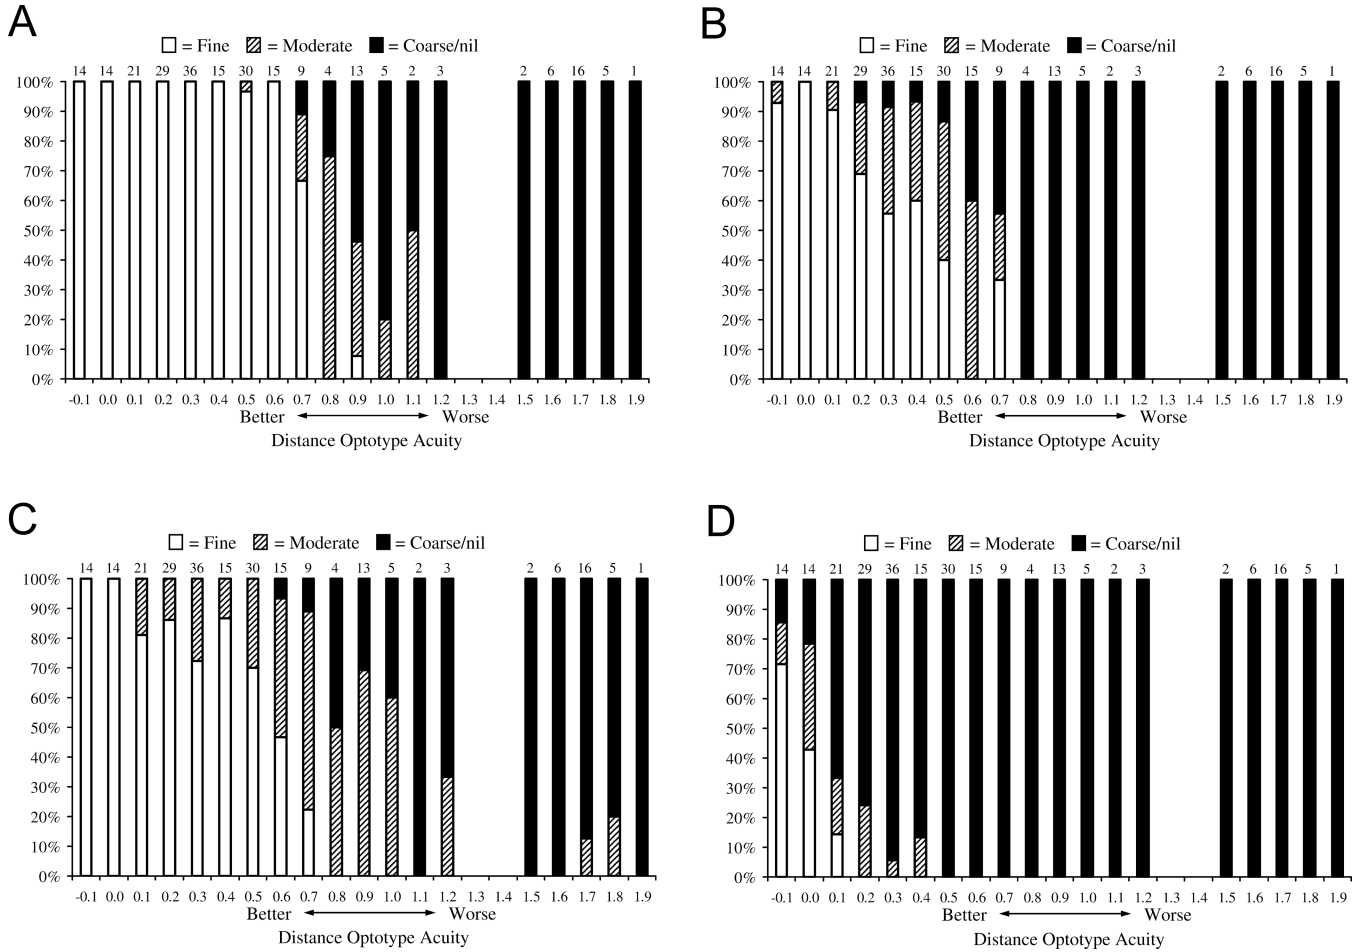 A
= Fine = Moderate = Coarse/nil
14 14 21 29 36 15 30 15 9 4 13 5 2 3 2 6 16 5 1
100%
90%
80%
70%
60%
50%
40%
30%
20%
10%
0%
-0.1 0.0 0.1 0.2 0.3 0.4 0.5 0.6 0.7 0.8 0.9 1.0 1.1 1.2 1.3 1.4 1.5 1.6 1.7 1.8 1.9
Better Worse
Distance Optotype Acuity
B
= Fine = Moderate = Coarse/nil
14 14 21 29 36 15 30 15 9 4 13 5 2 3 2 6 16 5 1
100%
90%
80%
70%
60%
50%
40%
30%
20%
10%
0%
-0.1 0.0 0.1 0.2 0.3 0.4 0.5 0.6 0.7 0.8 0.9 1.0 1.1 1.2 1.3 1.4 1.5 1.6 1.7 1.8 1.9
Better Worse
Distance Optotype Acuity
C
= Fine = Moderate = Coarse/nil
14 14 21 29 36 15 30 15 9 4 13 5 2 3 2 6 16 5 1
100%
90%
80%
70%
60%
50%
40%
30%
20%
10%
0%
-0.1 0.0 0.1 0.2 0.3 0.4 0.5 0.6 0.7 0.8 0.9 1.0 1.1 1.2 1.3 1.4 1.5 1.6 1.7 1.8 1.9
Better Worse
Distance Optotype Acuity
D
= Fine = Moderate = Coarse/nil
14 14 21 29 36 15 30 15 9 4 13 5 2 3 2 6 16 5 1
100%
90%
80%
70%
60%
50%
40%
30%
20%
10%
0%
-0.1 0.0 0.1 0.2 0.3 0.4 0.5 0.6 0.7 0.8 0.9 1.0 1.1 1.2 1.3 1.4 1.5 1.6 1.7 1.8 1.9
Better Worse
Distance Optotype Acuity